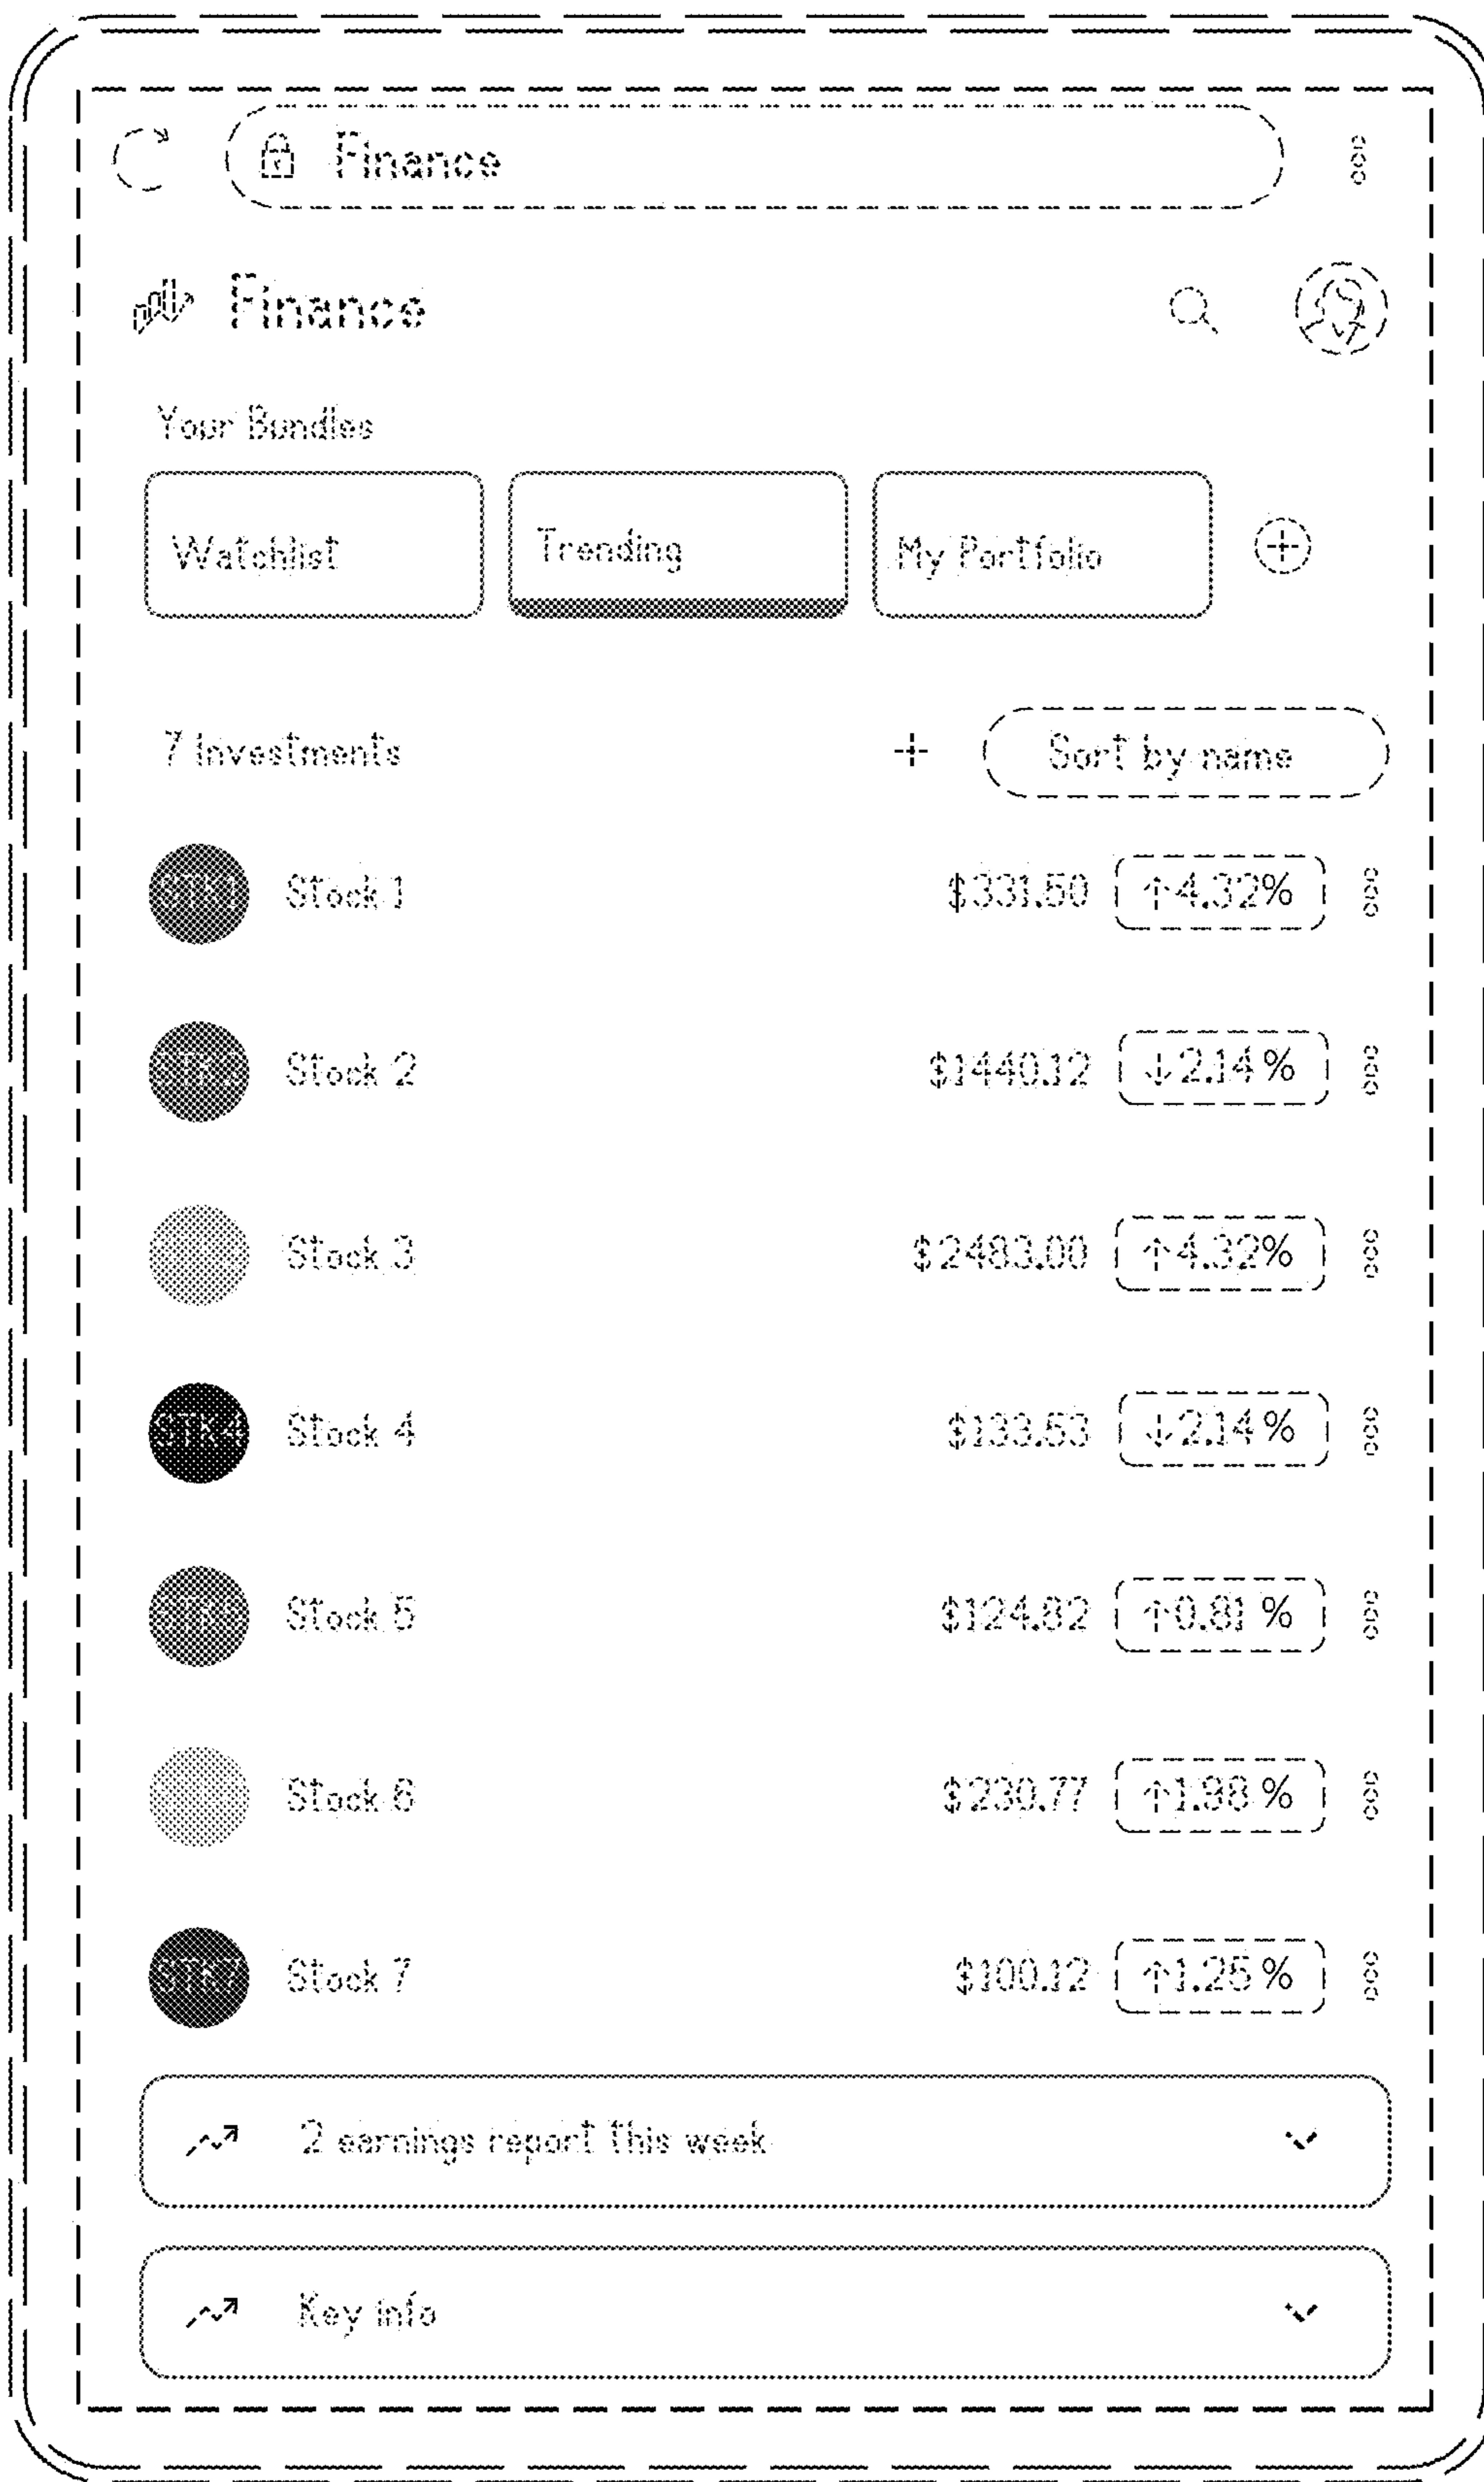 Finance
Finance
Your Bundles
Watchlist Trending My Portfolio
7 Investments + Sort by name
STK1 Stock 1 $331.50 ↑4.32%
Stock 2 $1440.12 ↓2.14%
Stock 3 $2483.00 ↑4.32%
STK4 Stock 4 $133.53 ↓2.14%
Stock 5 $124.82 ↑0.81%
Stock 6 $230.77 ↑1.98%
STK7 Stock 7 $100.12 ↑1.25%
2 earnings report this week
Key info